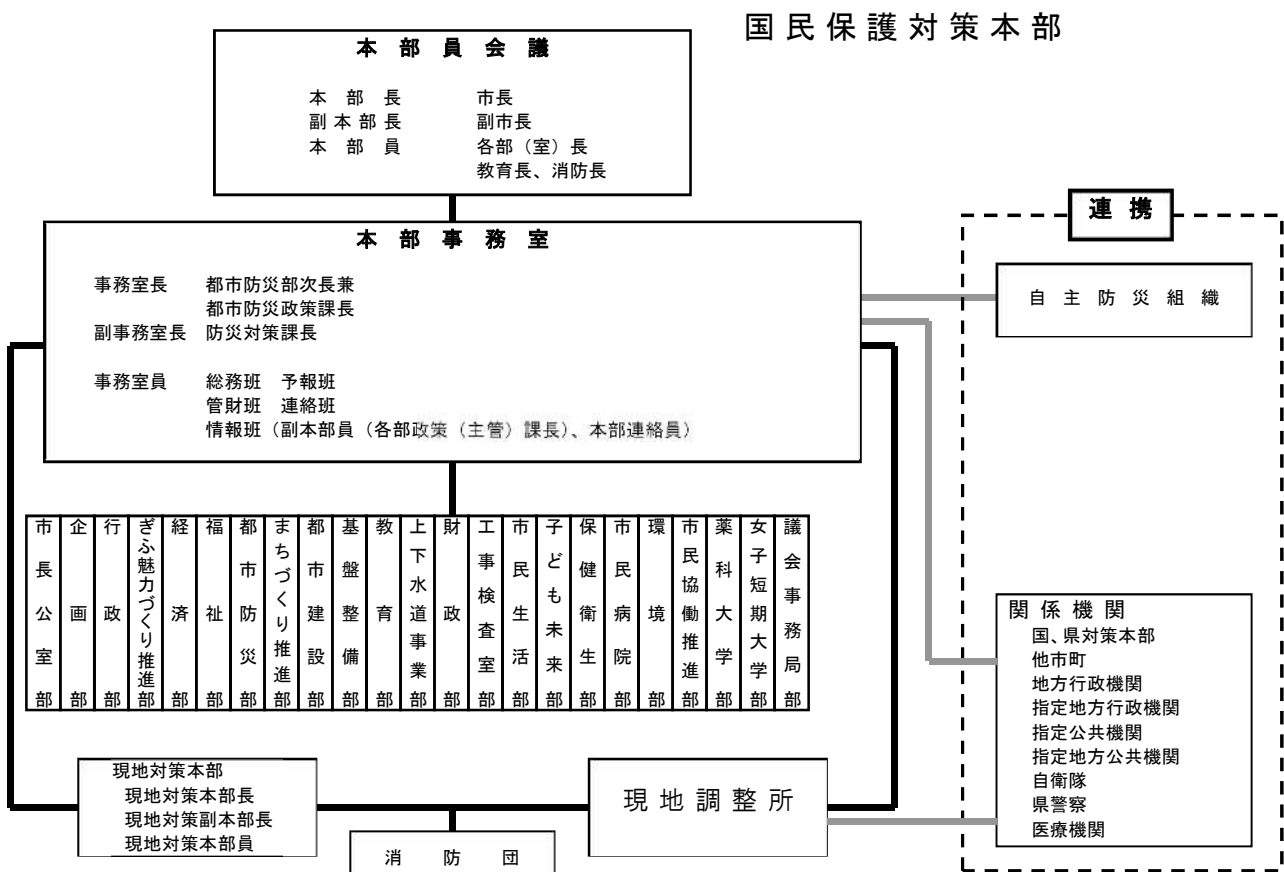 国民保護対策本部
本部員会議
本部長 市長
副本部長 副市長
本部員 各部（室）長
教育長、消防長
本部事務室
事務室長 都市防災部次長兼
都市防災政策課長
副事務室長 防災対策課長
事務室員 総務班 予報班
管財班 連絡班
情報班（副本部員（各部政策（主管）課長）、本部連絡員）
連携
自主防災組織
市長公室部
企画部
行政部
ぎふ魅力づくり推進部
経済部
福祉部
都市防災部
まちづくり推進部
都市建設部
基盤整備部
教育部
上下水道事業部
財政部
工事検査室部
市民生活部
子ども未来部
保健衛生部
市民病院部
環境部
市民協働推進部
薬科大学部
女子短期大学部
議会事務局部
関係機関
国、県対策本部
他市町
地方行政機関
指定地方行政機関
指定公共機関
指定地方公共機関
自衛隊
県警察
医療機関
現地対策本部
現地対策本部長
現地対策副本部長
現地対策本部員
現地調整所
消防団